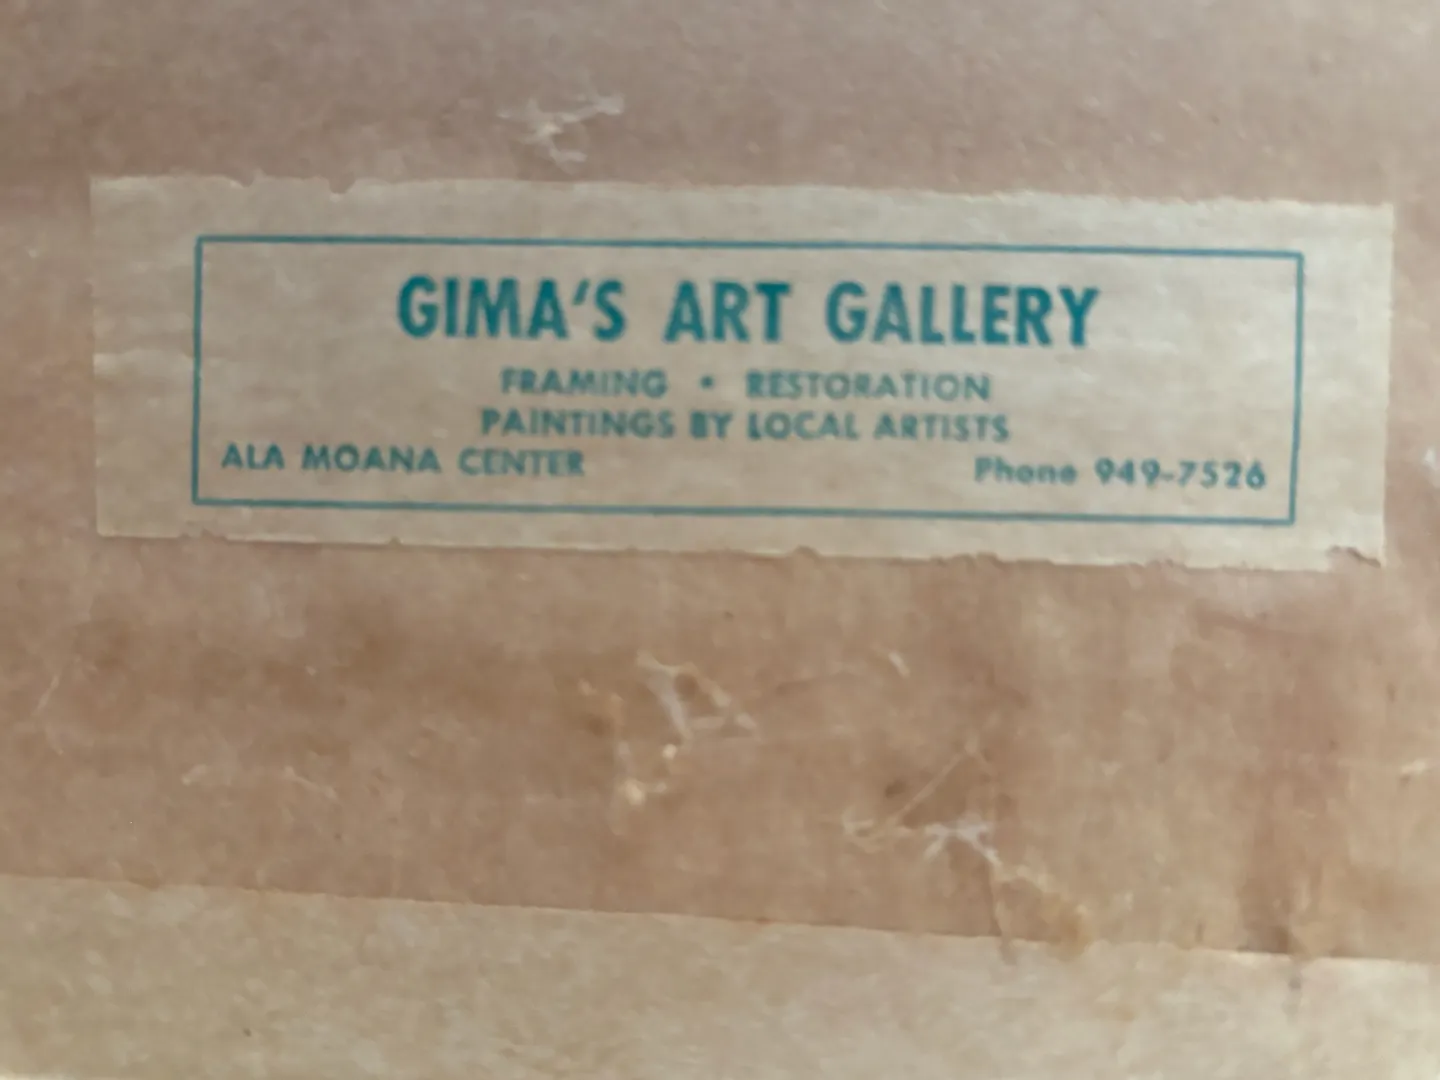 GIMA'S ART GALLERY
FRAMING • RESTORATION
PAINTINGS BY LOCAL ARTISTS
ALA MOANA CENTER Phone 949-7526